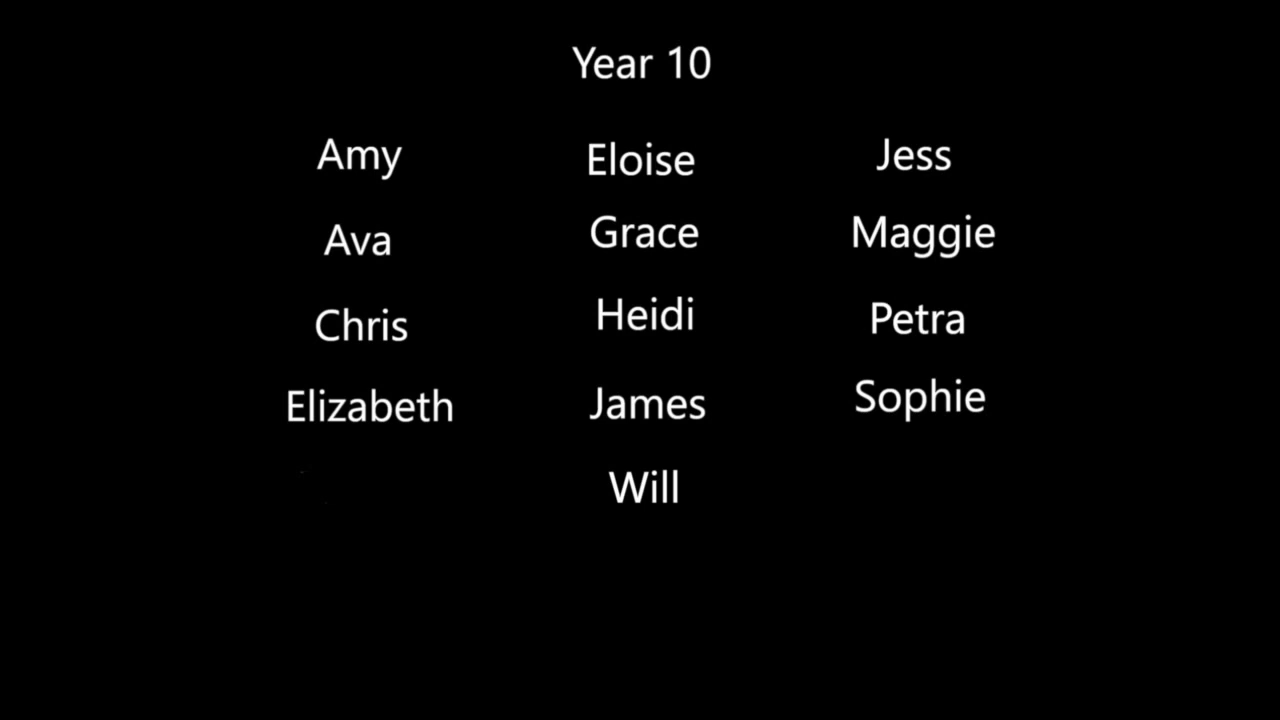 Year 10
Amy Eloise Jess
Ava Grace Maggie
Chris Heidi Petra
Elizabeth James Sophie
Will